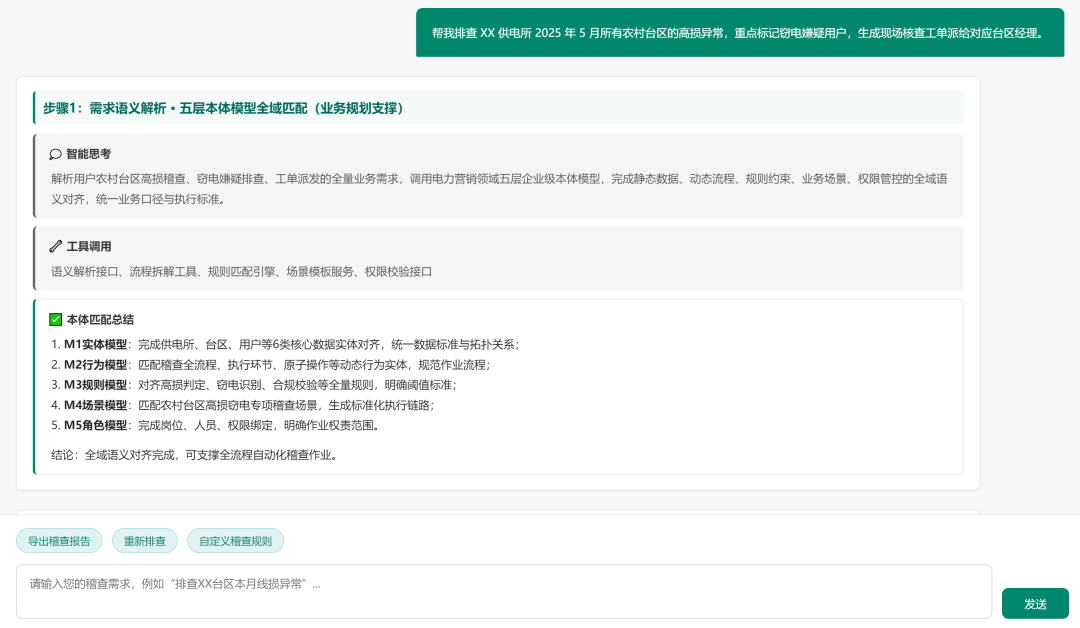 帮我排查 XX 供电所 2025 年 5 月所有农村台区的高损异常，重点标记窃电嫌疑用户，生成现场核查工单派给对应台区经理。
步骤1：需求语义解析・五层本体模型全域匹配（业务规划支撑）
智能思考
解析用户农村台区高损稽查、窃电嫌疑排查、工单派发的全量业务需求，调用电力营销领域五层企业级本体模型，完成静态数据、动态流程、规则约束、业务场景、权限管控的全域语
义对齐，统一业务口径与执行标准。
工具调用
语义解析接口、流程拆解工具、规则匹配引擎、场景模板服务、权限校验接口
本体匹配总结
1. M1实体模型：完成供电所、台区、用户等6类核心数据实体对齐，统一数据标准与拓扑关系；
2. M2行为模型：匹配稽查全流程、执行环节、原子操作等动态行为实体，规范作业流程；
3. M3规则模型：对齐高损判定、窃电识别、合规校验等全量规则，明确阈值标准；
4. M4场景模型：匹配农村台区高损窃电专项稽查场景，生成标准化执行链路；
5. M5角色模型：完成岗位、人员、权限绑定，明确作业权责范围。
结论：全域语义对齐完成，可支撑全流程自动化稽查作业。
导出稽查报告
重新排查
自定义稽查规则
请输入您的稽查需求，例如“排查XX台区本月线损异常”...
发送